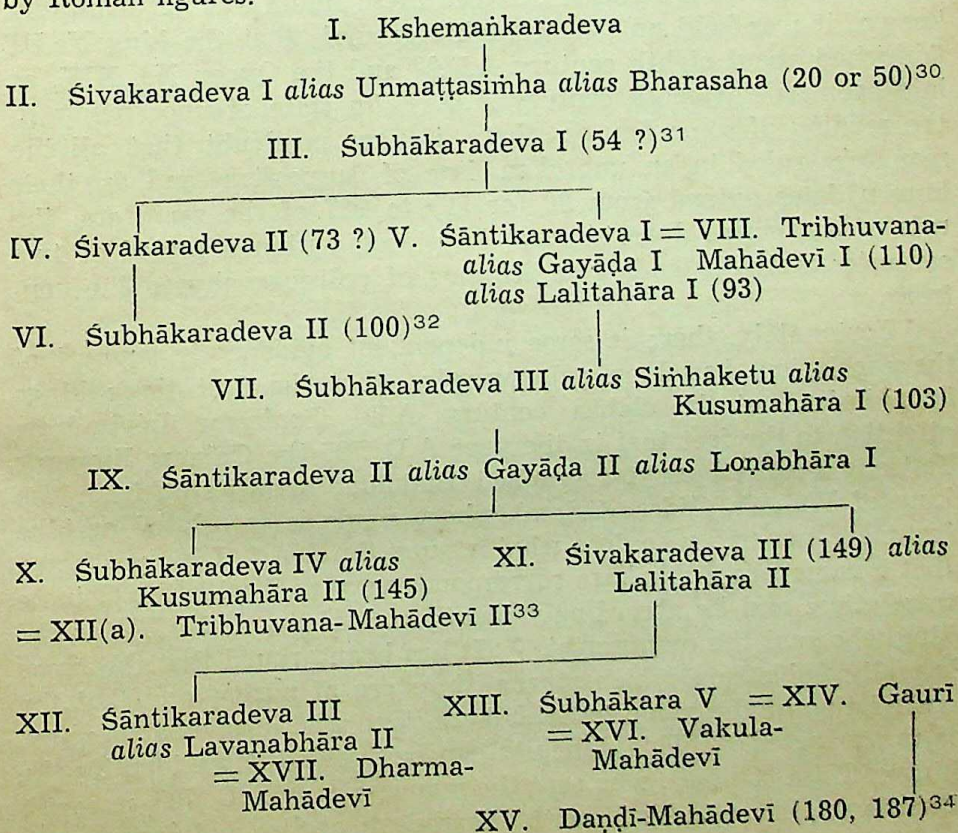 by Roman figures.
I. Kshemaṅkaradeva
II. Śivakaradeva I alias Unmaṭṭasiṁha alias Bharasaha (20 or 50)30
III. Śubhākaradeva I (54 ?)31
IV. Śivakaradeva II (73 ?) V. Śāntikaradeva I = VIII. Tribhuvana-
alias Gayāḍa I Mahādevī I (110)
alias Lalitahāra I (93)
VI. Śubhākaradeva II (100)32
VII. Śubhākaradeva III alias Siṁhaketu alias
Kusumahāra I (103)
IX. Śāntikaradeva II alias Gayāḍa II alias Loṇabhāra I
X. Śubhākaradeva IV alias XI. Śivakaradeva III (149) alias
Kusumahāra II (145) Lalitahāra II
= XII(a). Tribhuvana-Mahādevī II33
XII. Śāntikaradeva III XIII. Śubhākara V = XIV. Gaurī
alias Lavaṇabhāra II = XVI. Vakula-
= XVII. Dharma- Mahādevī
Mahādevī
XV. Daṇḍī-Mahādevī (180, 187)34